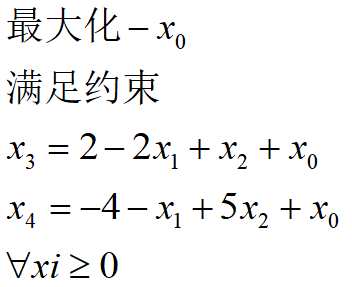 最大化 − x₀
满足约束
x₃ = 2 − 2x₁ + x₂ + x₀
x₄ = −4 − x₁ + 5x₂ + x₀
∀xi ≥ 0